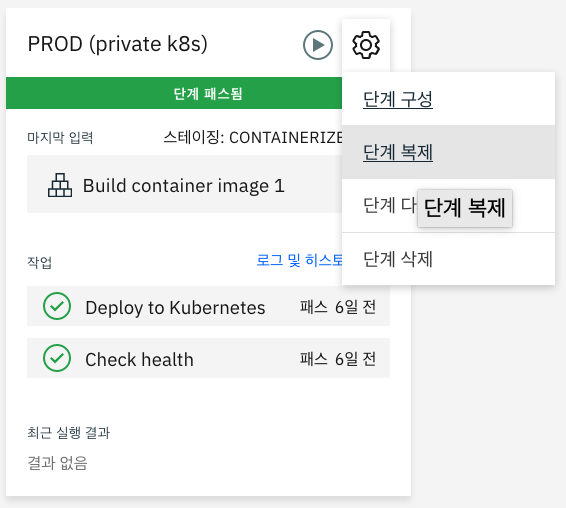 PROD (private k8s)
단계 패스됨
단계 구성
마지막 입력 스테이징: CONTAINERIZE
단계 복제
Build container image 1
단계 다
단계 복제
작업 로그 및 히스토
단계 삭제
Deploy to Kubernetes 패스 6일 전
Check health 패스 6일 전
최근 실행 결과
결과 없음